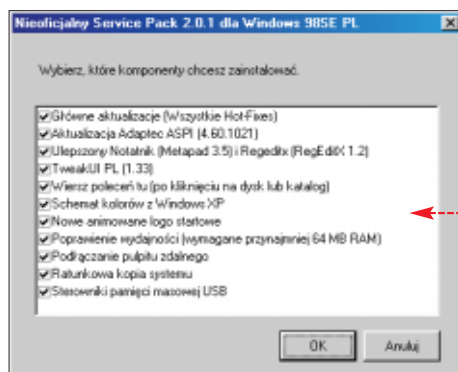 Nieoficjalny Service Pack 2.0.1 dla Windows 98SE PL
Wybierz, które komponenty chcesz zainstalować.
Główne aktualizacje (Wszystkie Hot-Fixes)
Aktualizacja Adaptec ASPI (4.60.1021)
Ulepszony Notatnik (Metapad 3.5) i Regeditx (RegEditX 1.2)
TweakUI PL (1.33)
Wiersz poleceń tu (po kliknięciu na dysk lub katalog)
Schemat kolorów z Windows XP
Nowe animowane logo startowe
Poprawienie wydajności (wymagane przynajmniej 64 MB RAM)
Podłączanie pulpitu zdalnego
Ratunkowa kopia systemu
Sterowniki pamięci masowej USB
OK
Anuluj